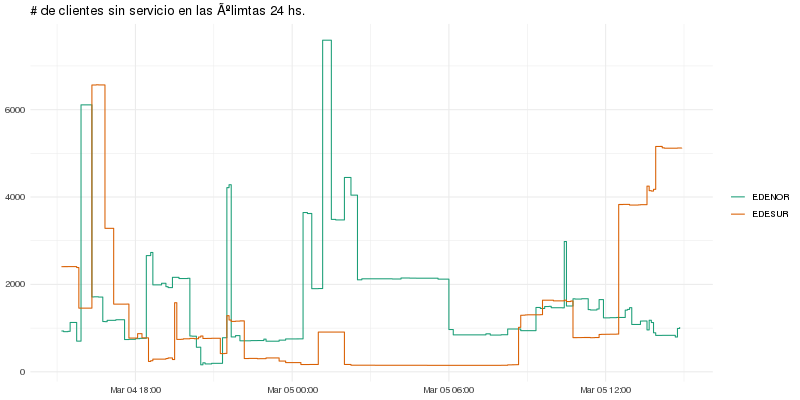 # de clientes sin servicio en las Ãºlimtas 24 hs.
6000
4000
2000
0
Mar 04 18:00
Mar 05 00:00
Mar 05 06:00
Mar 05 12:00
EDENOR
EDESUR